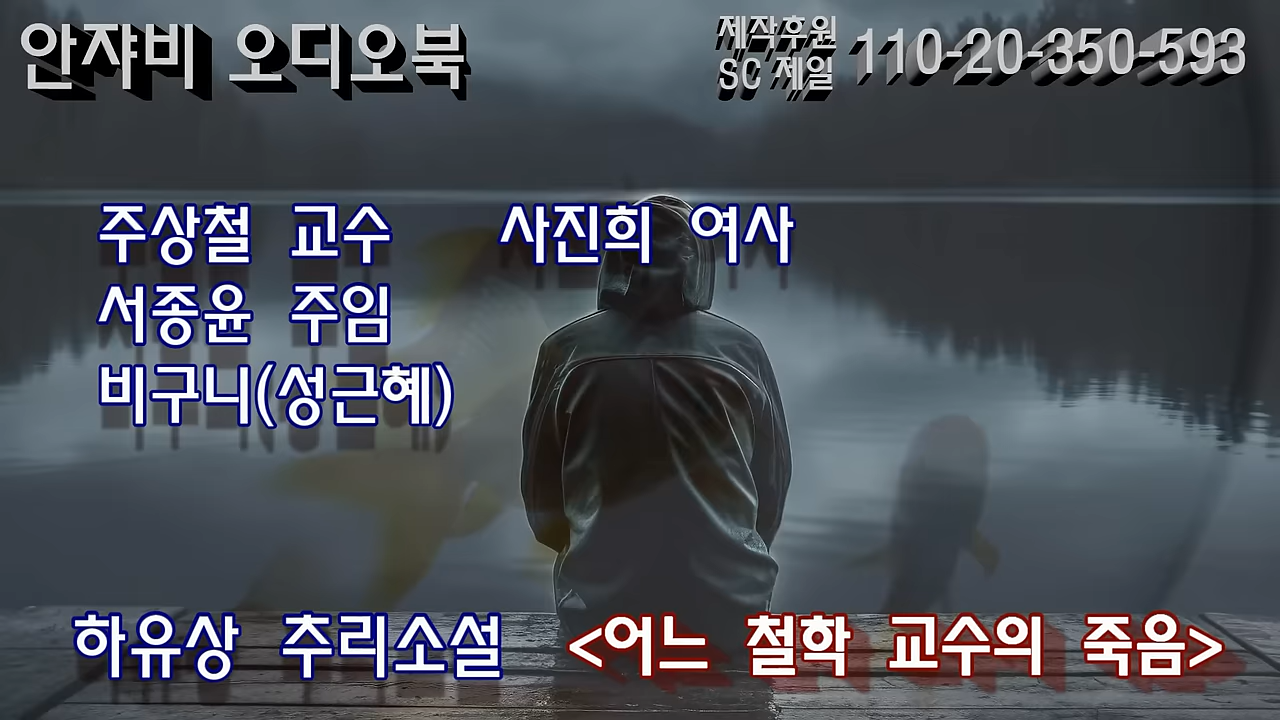 안쟈비 오디오북
제작후원
SC 제일
110-20-350-593
주상철 교수 사진희 여사
서종윤 주임
비구니(성근혜)
하유상 추리소설 <어느 철학 교수의 죽음>